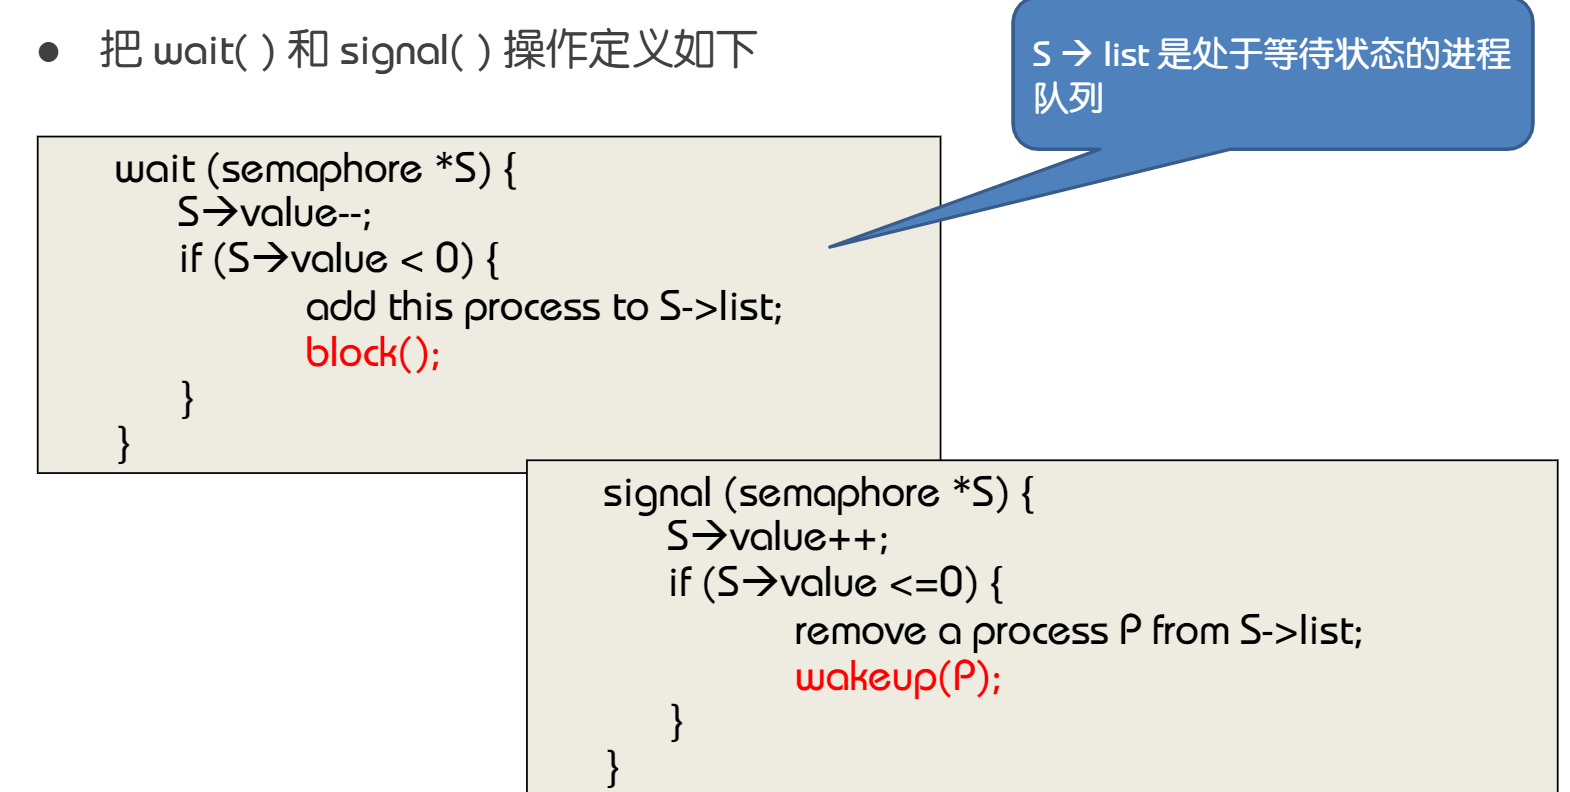 ● 把 wait( ) 和 signal( ) 操作定义如下
S → list 是处于等待状态的进程
队列
wait (semaphore *S) {
S→value--;
if (S→value < 0) {
add this process to S->list;
block();
}
}
signal (semaphore *S) {
S→value++;
if (S→value <=0) {
remove a process P from S->list;
wakeup(P);
}
}